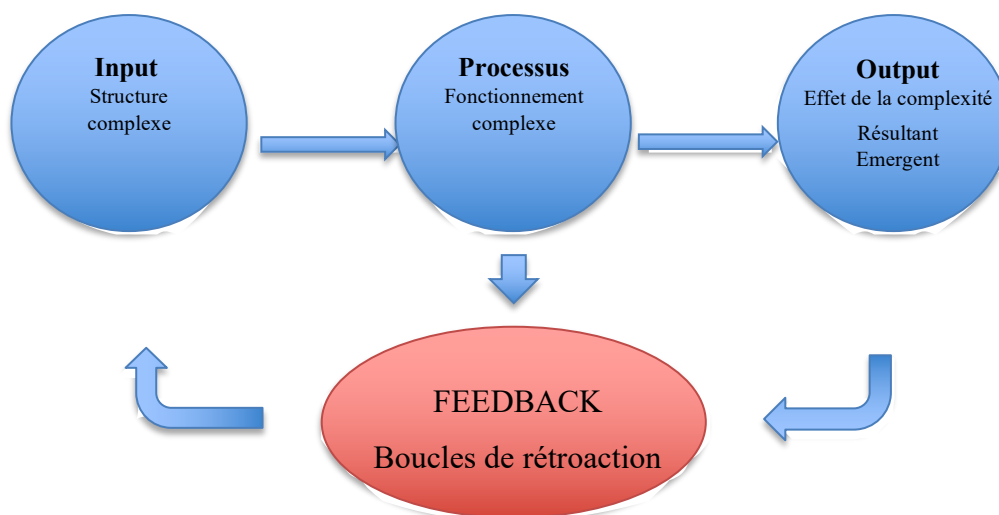 Input
Structure
complexe
Processus
Fonctionnement
complexe
Output
Effet de la complexité
Résultant
Emergent
FEEDBACK
Boucles de rétroaction